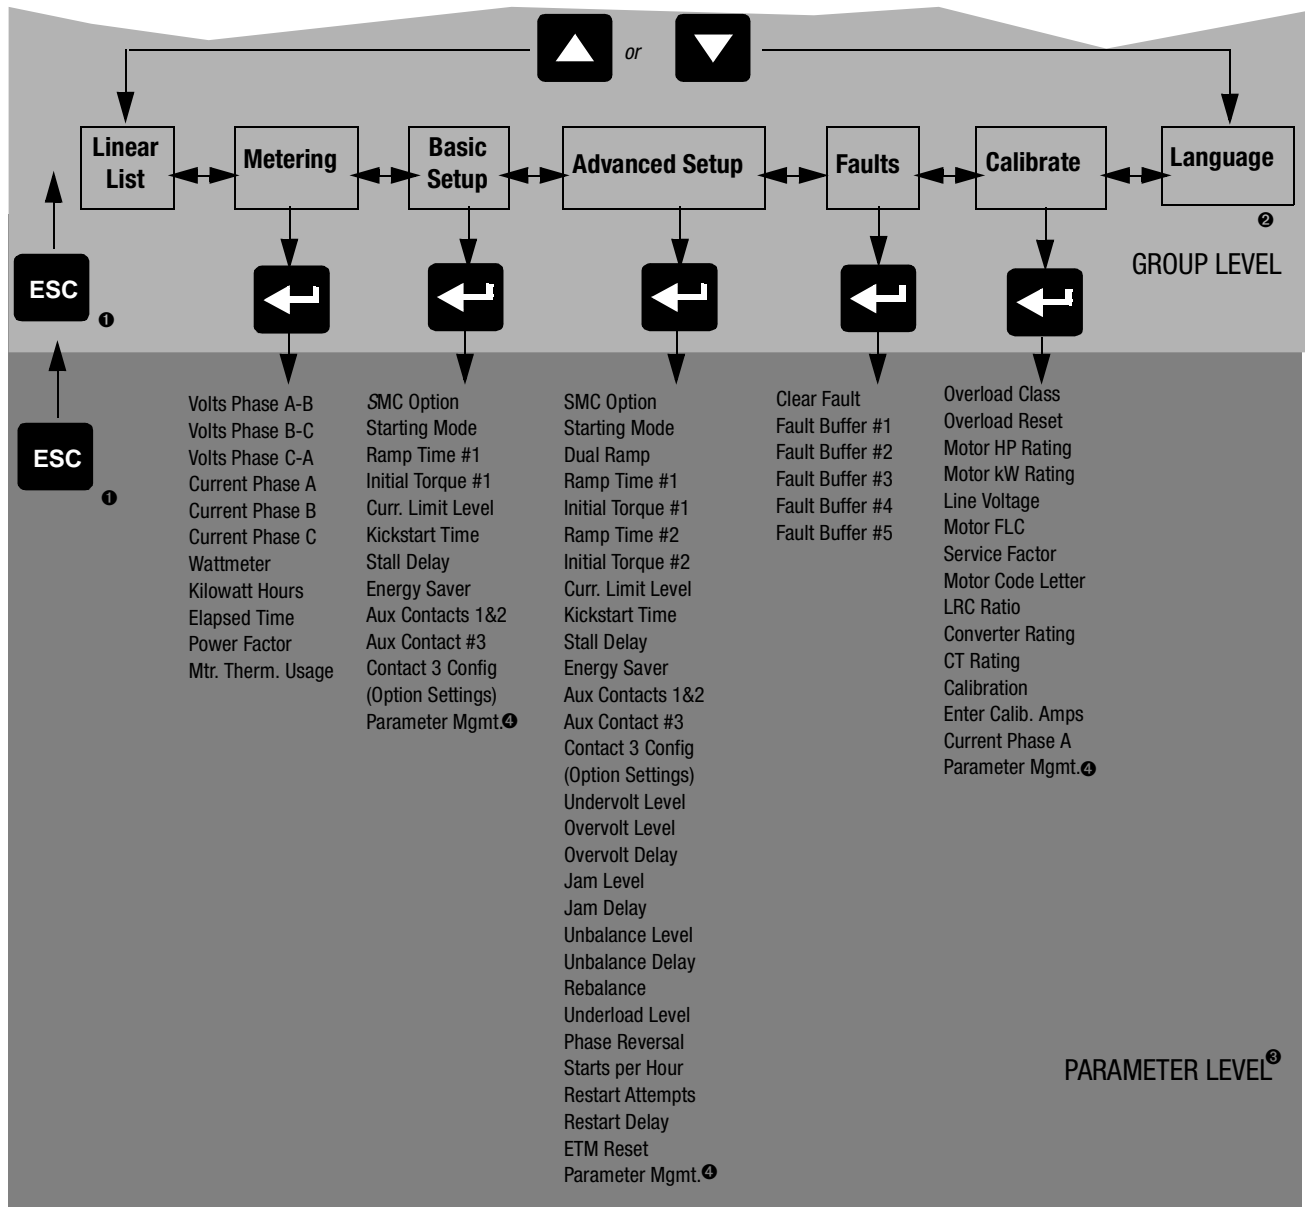 or
Linear
List
Metering
Basic
Setup
Advanced Setup
Faults
Calibrate
Language
❷
GROUP LEVEL
ESC
❶
ESC
❶
Volts Phase A-B
Volts Phase B-C
Volts Phase C-A
Current Phase A
Current Phase B
Current Phase C
Wattmeter
Kilowatt Hours
Elapsed Time
Power Factor
Mtr. Therm. Usage
SMC Option
Starting Mode
Ramp Time #1
Initial Torque #1
Curr. Limit Level
Kickstart Time
Stall Delay
Energy Saver
Aux Contacts 1&2
Aux Contact #3
Contact 3 Config
(Option Settings)
Parameter Mgmt.❹
SMC Option
Starting Mode
Dual Ramp
Ramp Time #1
Initial Torque #1
Ramp Time #2
Initial Torque #2
Curr. Limit Level
Kickstart Time
Stall Delay
Energy Saver
Aux Contacts 1&2
Aux Contact #3
Contact 3 Config
(Option Settings)
Undervolt Level
Overvolt Level
Overvolt Delay
Jam Level
Jam Delay
Unbalance Level
Unbalance Delay
Rebalance
Underload Level
Phase Reversal
Starts per Hour
Restart Attempts
Restart Delay
ETM Reset
Parameter Mgmt.❹
Clear Fault
Fault Buffer #1
Fault Buffer #2
Fault Buffer #3
Fault Buffer #4
Fault Buffer #5
Overload Class
Overload Reset
Motor HP Rating
Motor kW Rating
Line Voltage
Motor FLC
Service Factor
Motor Code Letter
LRC Ratio
Converter Rating
CT Rating
Calibration
Enter Calib. Amps
Current Phase A
Parameter Mgmt.❹
PARAMETER LEVEL❸